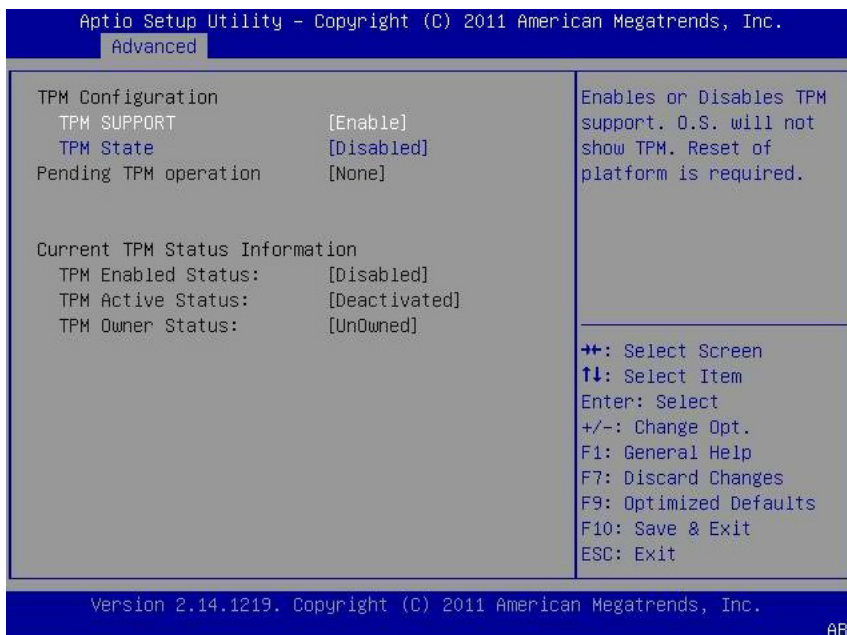 Aptio Setup Utility – Copyright (C) 2011 American Megatrends, Inc.
Advanced
TPM Configuration
TPM SUPPORT [Enable]
TPM State [Disabled]
Pending TPM operation [None]
Current TPM Status Information
TPM Enabled Status: [Disabled]
TPM Active Status: [Deactivated]
TPM Owner Status: [UnOwned]
Enables or Disables TPM
support. O.S. will not
show TPM. Reset of
platform is required.
→←: Select Screen
↑↓: Select Item
Enter: Select
+/-: Change Opt.
F1: General Help
F7: Discard Changes
F9: Optimized Defaults
F10: Save & Exit
ESC: Exit
Version 2.14.1219. Copyright (C) 2011 American Megatrends, Inc.
AB